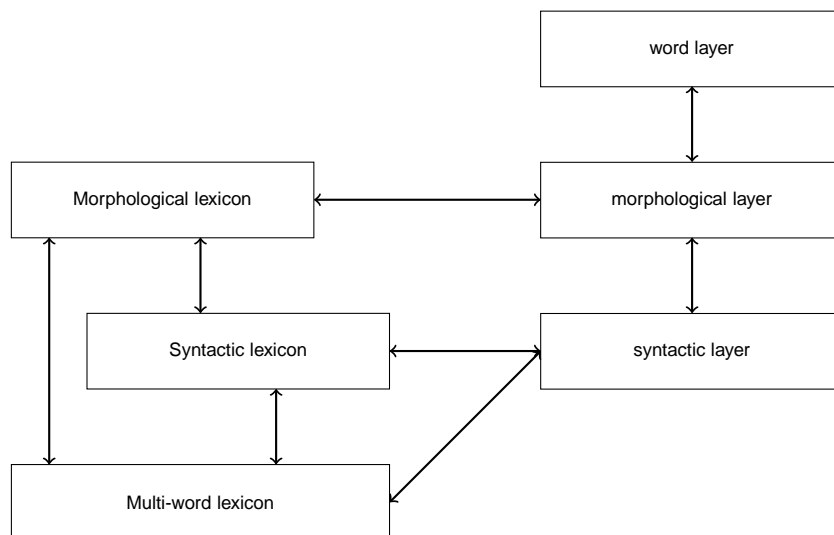 word layer
Morphological lexicon
morphological layer
Syntactic lexicon
syntactic layer
Multi-word lexicon